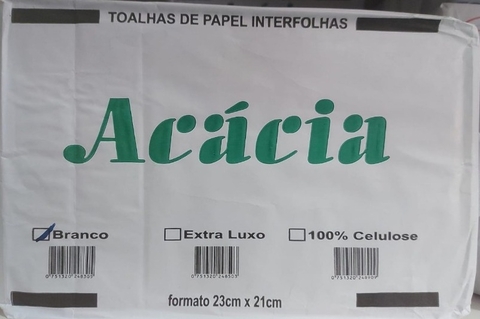 TOALHAS DE PAPEL INTERFOLHAS
Acácia
Branco Extra Luxo 100% Celulose
formato 23cm x 21cm